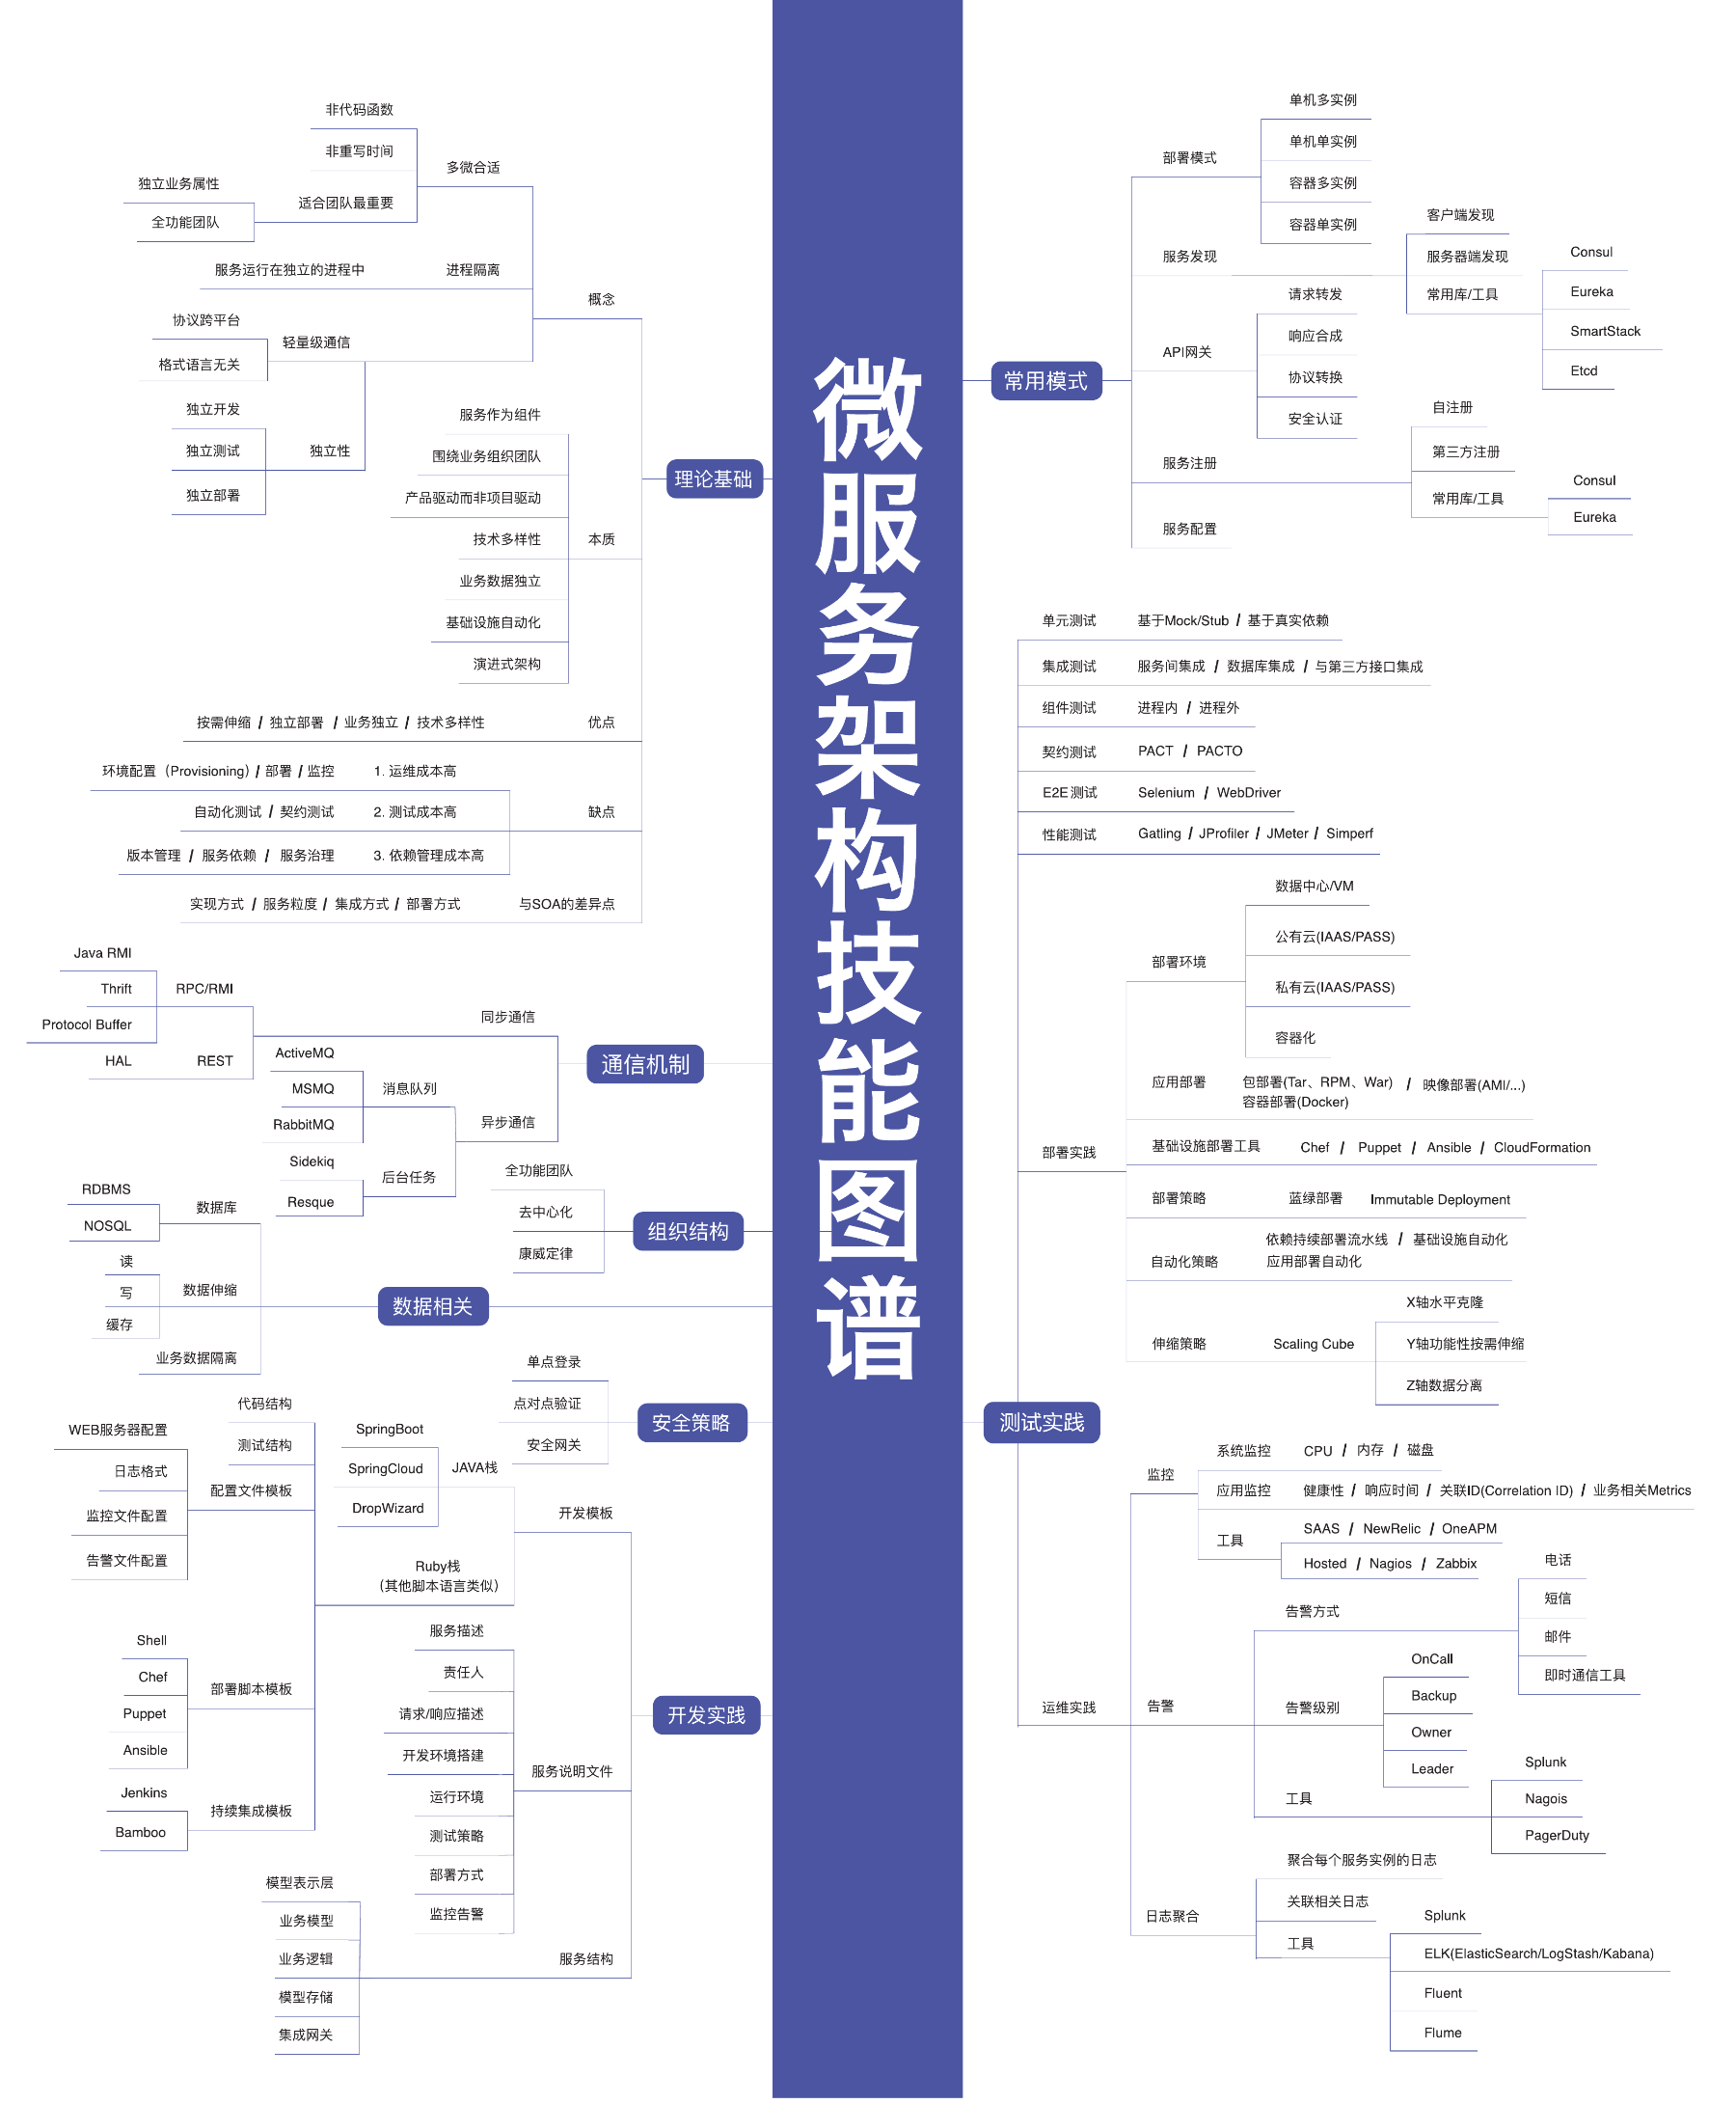 微服务架构技能图谱
理论基础
概念
多微合适
非代码函数
非重写时间
适合团队最重要
独立业务属性
全功能团队
进程隔离
服务运行在独立的进程中
轻量级通信
协议跨平台
格式语言无关
独立性
独立开发
独立测试
独立部署
本质
服务作为组件
围绕业务组织团队
产品驱动而非项目驱动
技术多样性
业务数据独立
基础设施自动化
演进式架构
优点
按需伸缩 / 独立部署 / 业务独立 / 技术多样性
缺点
1. 运维成本高
环境配置（Provisioning）/ 部署 / 监控
2. 测试成本高
自动化测试 / 契约测试
3. 依赖管理成本高
版本管理 / 服务依赖 / 服务治理
与SOA的差异点
实现方式 / 服务粒度 / 集成方式 / 部署方式
通信机制
同步通信
RPC/RMI
Java RMI
Thrift
Protocol Buffer
REST
HAL
异步通信
消息队列
ActiveMQ
MSMQ
RabbitMQ
后台任务
Sidekiq
Resque
组织结构
全功能团队
去中心化
康威定律
数据相关
数据库
RDBMS
NOSQL
数据伸缩
读
写
缓存
业务数据隔离
安全策略
单点登录
点对点验证
安全网关
开发实践
开发模板
JAVA栈
SpringBoot
SpringCloud
DropWizard
Ruby栈
（其他脚本语言类似）
代码结构
测试结构
配置文件模板
WEB服务器配置
日志格式
监控文件配置
告警文件配置
部署脚本模板
Shell
Chef
Puppet
Ansible
持续集成模板
Jenkins
Bamboo
服务说明文件
服务描述
责任人
请求/响应描述
开发环境搭建
运行环境
测试策略
部署方式
监控告警
服务结构
模型表示层
业务模型
业务逻辑
模型存储
集成网关
常用模式
部署模式
单机多实例
单机单实例
容器多实例
容器单实例
服务发现
客户端发现
服务器端发现
常用库/工具
Consul
Eureka
SmartStack
Etcd
API网关
请求转发
响应合成
协议转换
安全认证
服务注册
自注册
第三方注册
常用库/工具
Consul
Eureka
服务配置
测试实践
单元测试
基于Mock/Stub / 基于真实依赖
集成测试
服务间集成 / 数据库集成 / 与第三方接口集成
组件测试
进程内 / 进程外
契约测试
PACT / PACTO
E2E测试
Selenium / WebDriver
性能测试
Gatling / JProfiler / JMeter / Simperf
部署实践
部署环境
数据中心/VM
公有云(IAAS/PASS)
私有云(IAAS/PASS)
容器化
应用部署
包部署(Tar、RPM、War) / 映像部署(AMI/...)
容器部署(Docker)
基础设施部署工具
Chef / Puppet / Ansible / CloudFormation
部署策略
蓝绿部署 Immutable Deployment
自动化策略
依赖持续部署流水线 / 基础设施自动化
应用部署自动化
伸缩策略
Scaling Cube
X轴水平克隆
Y轴功能性按需伸缩
Z轴数据分离
运维实践
监控
系统监控
CPU / 内存 / 磁盘
应用监控
健康性 / 响应时间 / 关联ID(Correlation ID) / 业务相关Metrics
工具
SAAS / NewRelic / OneAPM
Hosted / Nagios / Zabbix
告警
告警方式
电话
短信
邮件
即时通信工具
告警级别
OnCall
Backup
Owner
Leader
工具
Splunk
Nagois
PagerDuty
日志聚合
聚合每个服务实例的日志
关联相关日志
工具
Splunk
ELK(ElasticSearch/LogStash/Kabana)
Fluent
Flume